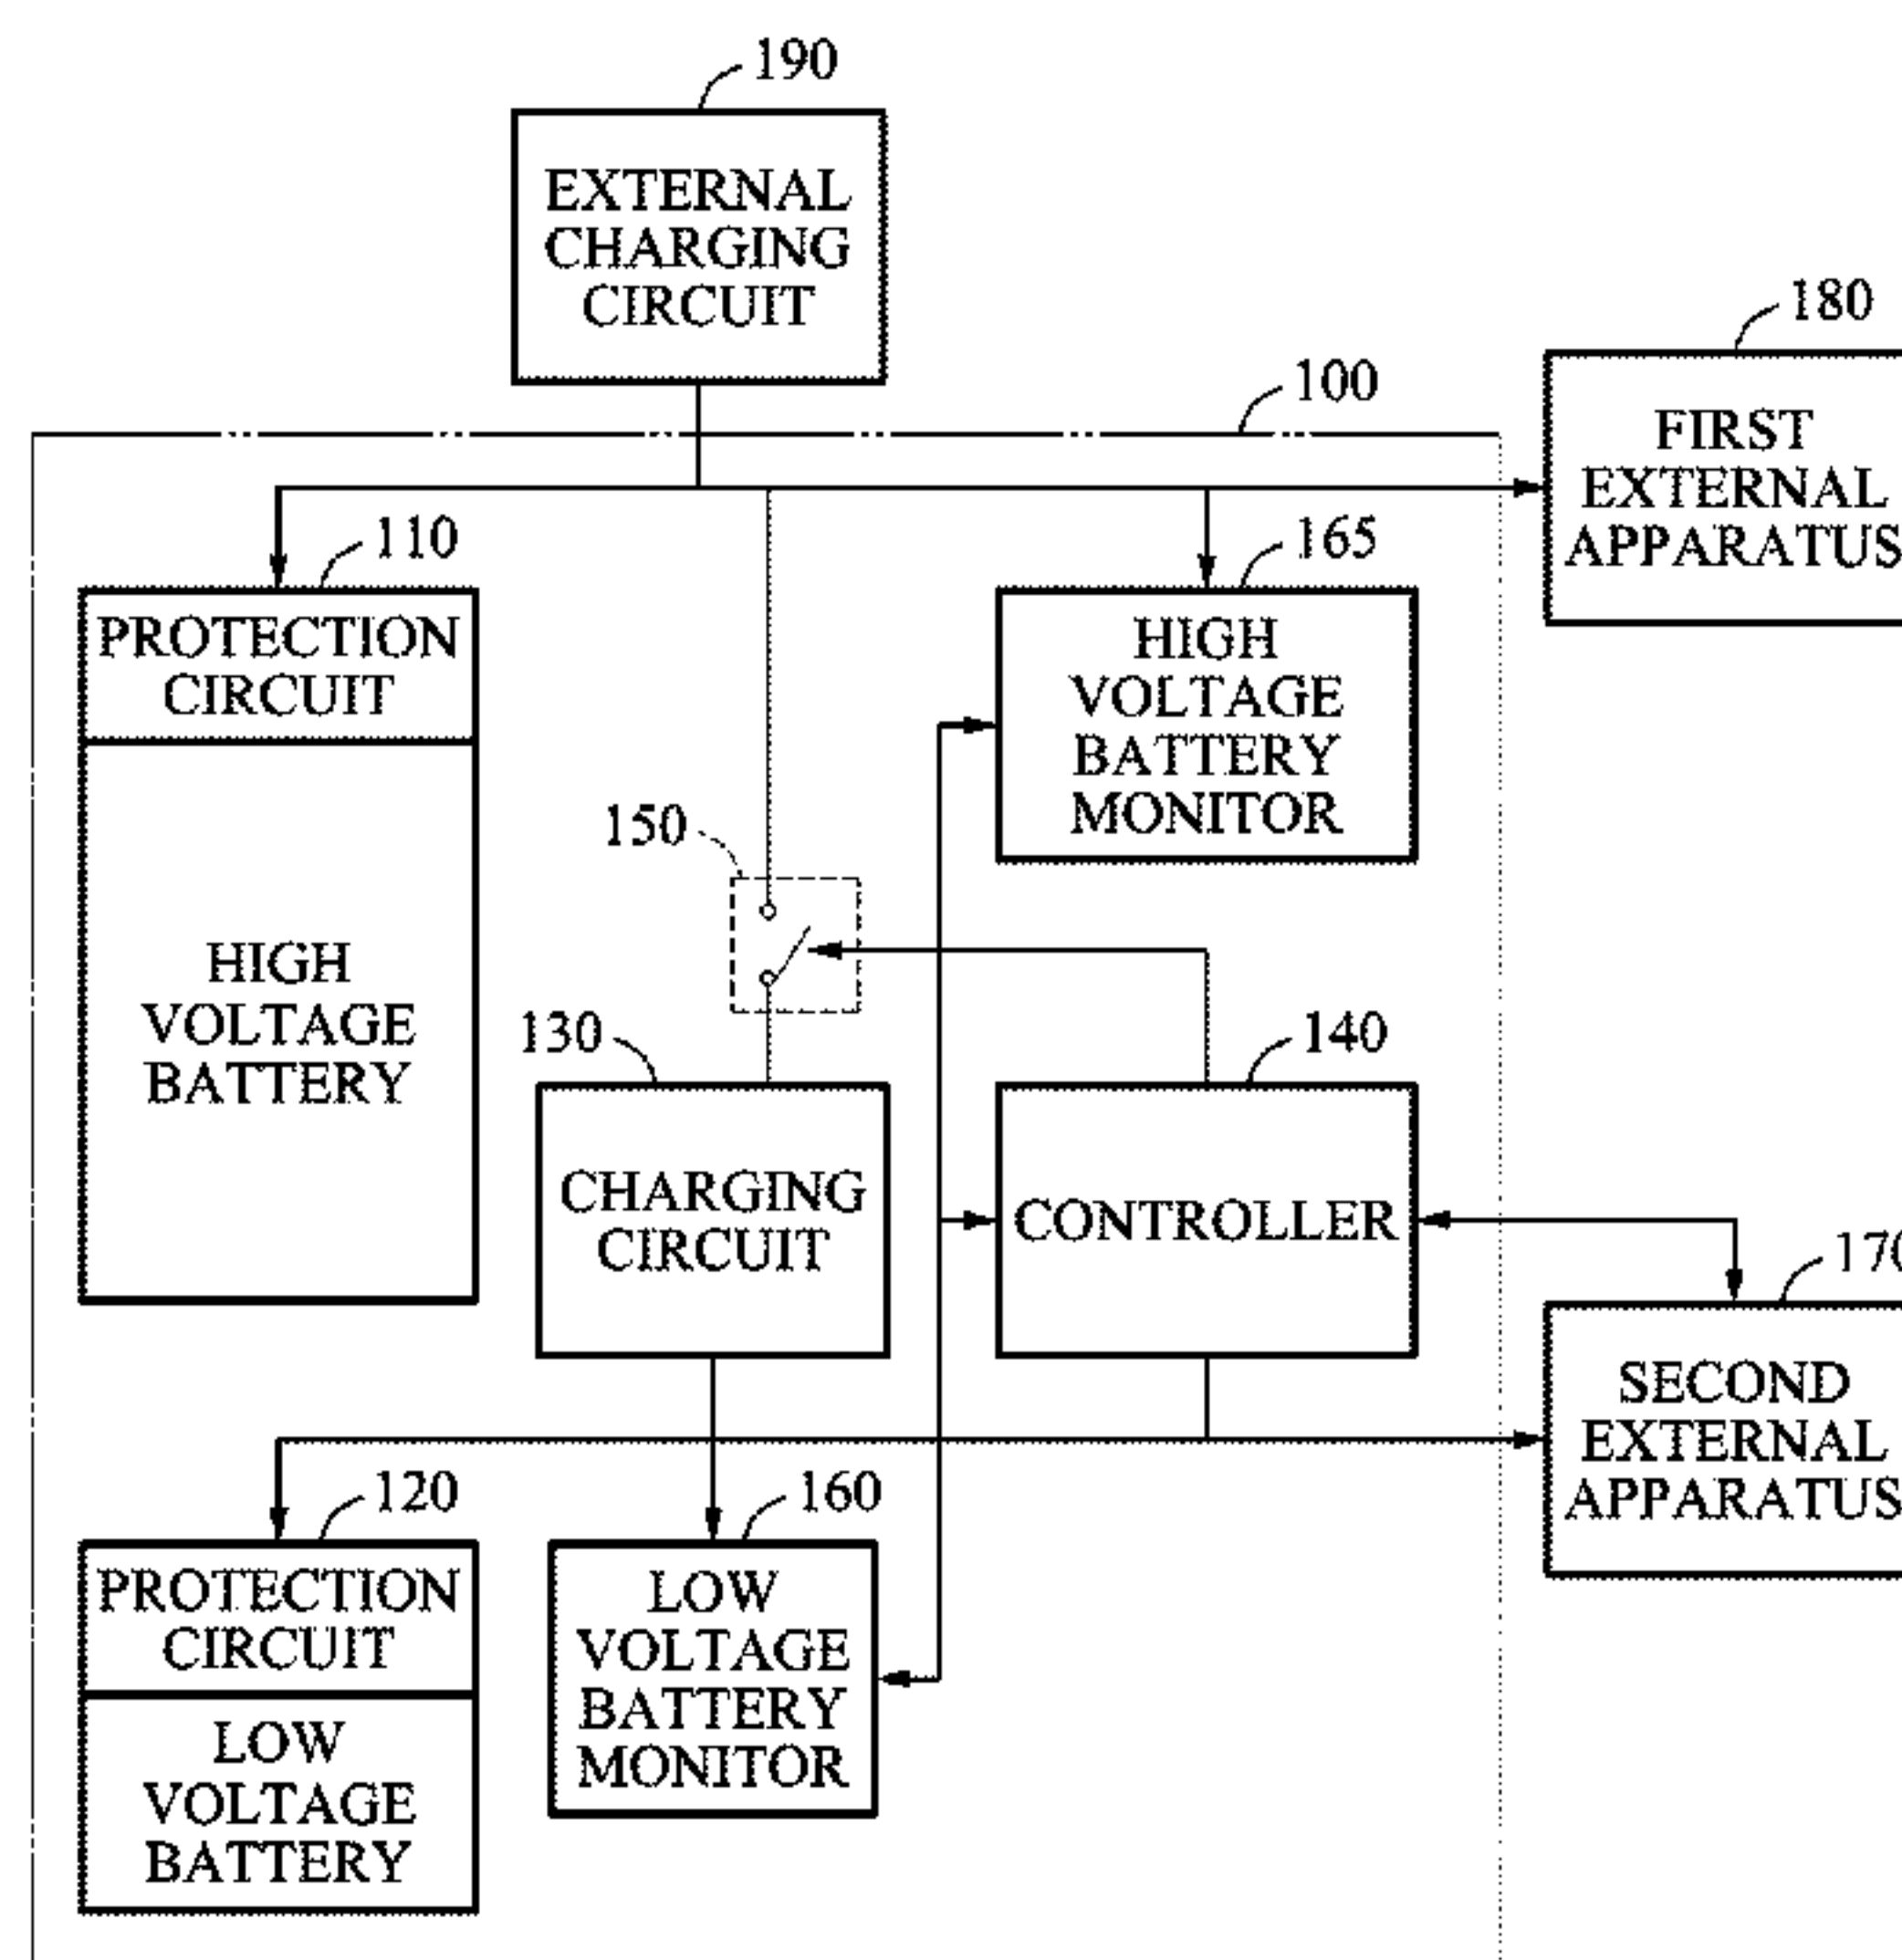 190
EXTERNAL
CHARGING
CIRCUIT
180
100
FIRST
EXTERNAL
APPARATUS
110
165
PROTECTION
CIRCUIT
HIGH
VOLTAGE
BATTERY
MONITOR
150
HIGH
VOLTAGE
BATTERY
130
140
CHARGING
CIRCUIT
CONTROLLER
170
SECOND
EXTERNAL
APPARATUS
120
160
PROTECTION
CIRCUIT
LOW
VOLTAGE
BATTERY
MONITOR
LOW
VOLTAGE
BATTERY